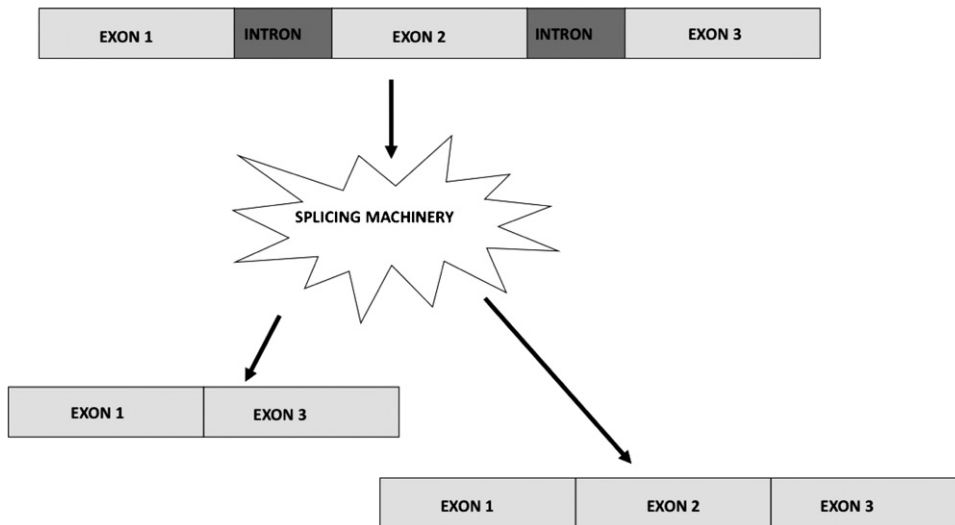 EXON 1 INTRON EXON 2 INTRON EXON 3
SPLICING MACHINERY
EXON 1 EXON 3
EXON 1 EXON 2 EXON 3